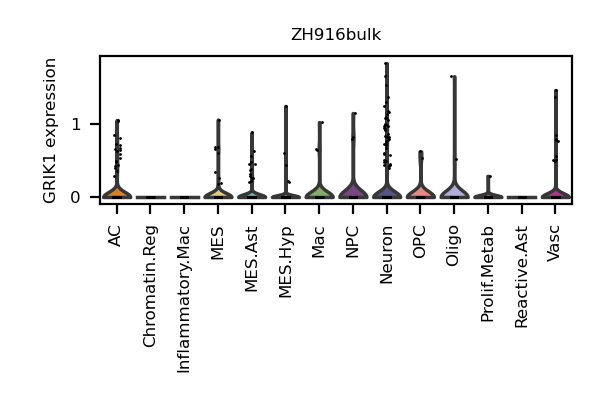 ZH916bulk
GRIK1 expression
1
0
AC
Chromatin.Reg
Inflammatory.Mac
MES
MES.Ast
MES.Hyp
Mac
NPC
Neuron
OPC
Oligo
Prolif.Metab
Reactive.Ast
Vasc